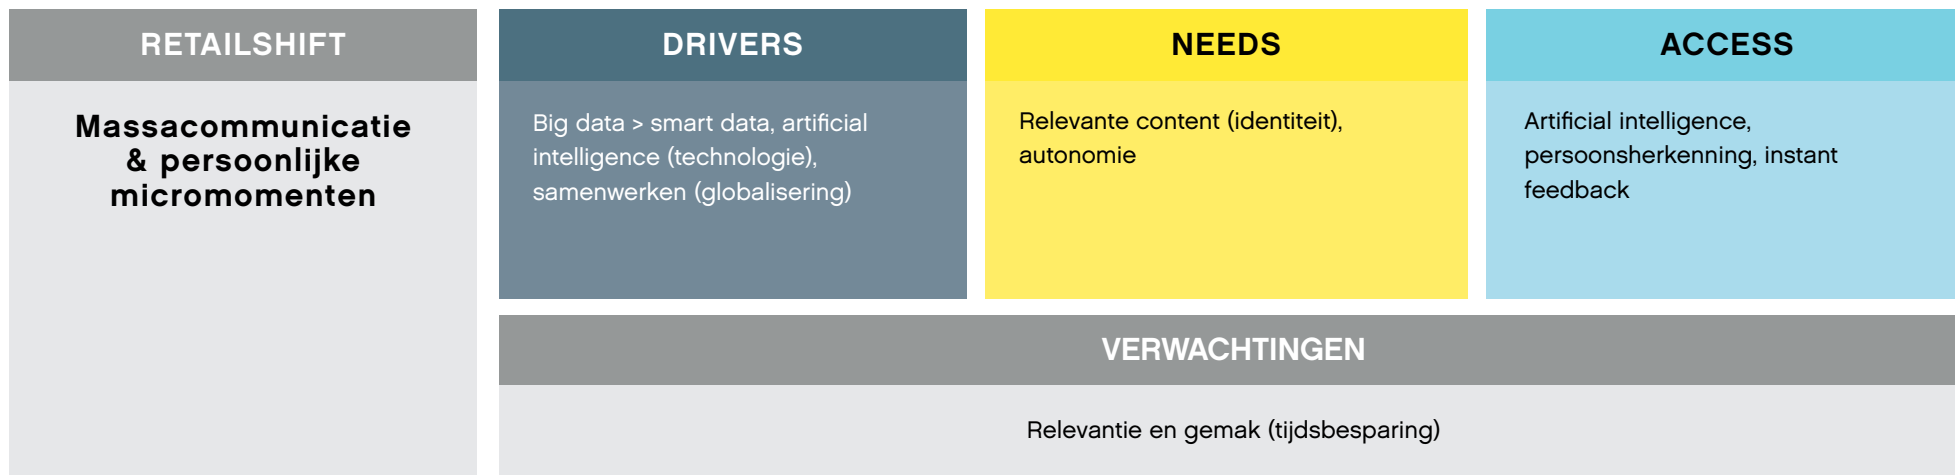 RETAILSHIFT
Massacommunicatie
& persoonlijke
micromomenten
DRIVERS
Big data > smart data, artificial
intelligence (technologie),
samenwerken (globalisering)
NEEDS
Relevante content (identiteit),
autonomie
ACCESS
Artificial intelligence,
persoonsherkenning, instant
feedback
VERWACHTINGEN
Relevantie en gemak (tijdsbesparing)